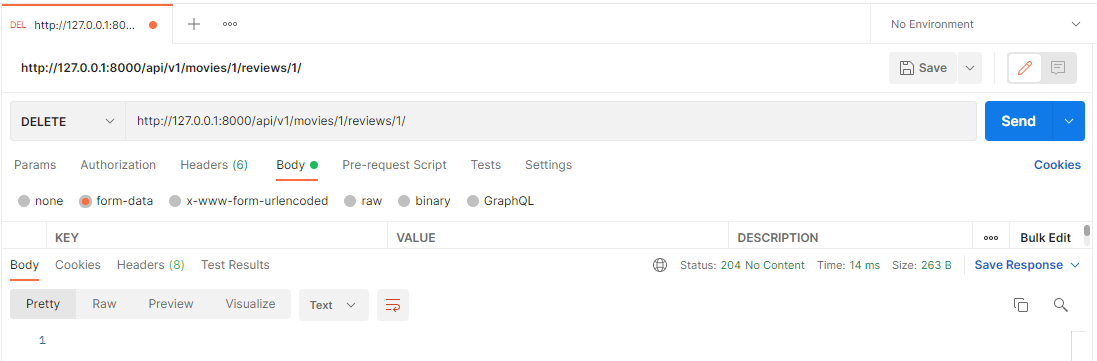 DEL http://127.0.0.1:80... No Environment
http://127.0.0.1:8000/api/v1/movies/1/reviews/1/ Save
DELETE http://127.0.0.1:8000/api/v1/movies/1/reviews/1/ Send
Params Authorization Headers (6) Body Pre-request Script Tests Settings Cookies
none form-data x-www-form-urlencoded raw binary GraphQL
KEY VALUE DESCRIPTION Bulk Edit
Body Cookies Headers (8) Test Results Status: 204 No Content Time: 14 ms Size: 263 B Save Response
Pretty Raw Preview Visualize Text
1